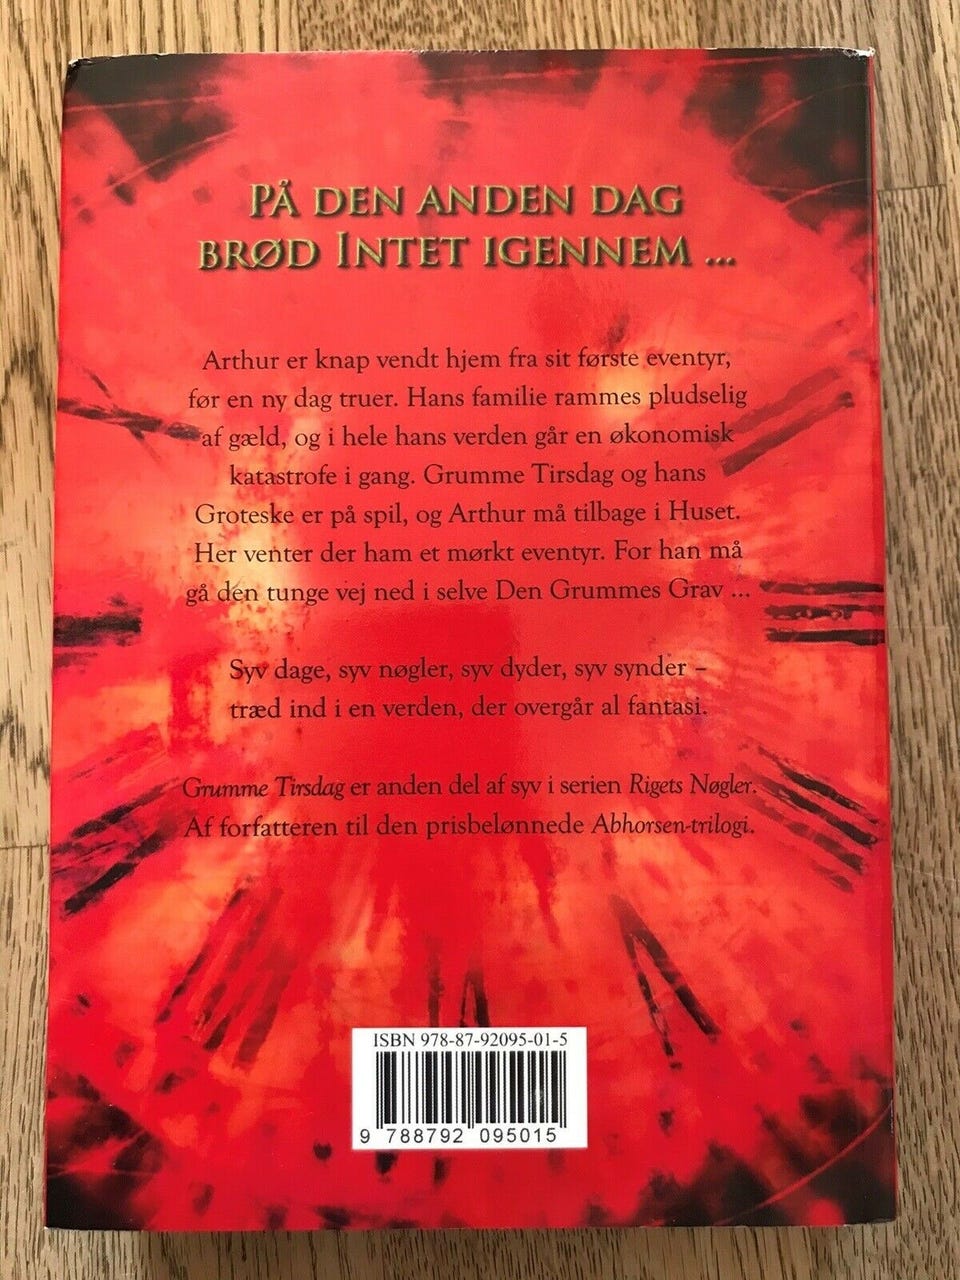 PÅ DEN ANDEN DAG
BRØD INTET IGENNEM ...
Arthur er knap vendt hjem fra sit første eventyr,
før en ny dag truer. Hans familie rammes pludselig
af gæld, og i hele hans verden går en økonomisk
katastrofe i gang. Grumme Tirsdag og hans
Groteske er på spil, og Arthur må tilbage i Huset.
Her venter der ham et mørkt eventyr. For han må
gå den tunge vej ned i selve Den Grummes Grav ...
Syv dage, syv nøgler, syv dyder, syv synder –
træd ind i en verden, der overgår al fantasi.
Grumme Tirsdag er anden del af syv i serien Rigets Nøgler.
Af forfatteren til den prisbelønnede Abhorsen-trilogi.
ISBN 978-87-92095-01-5
9 788792 095015